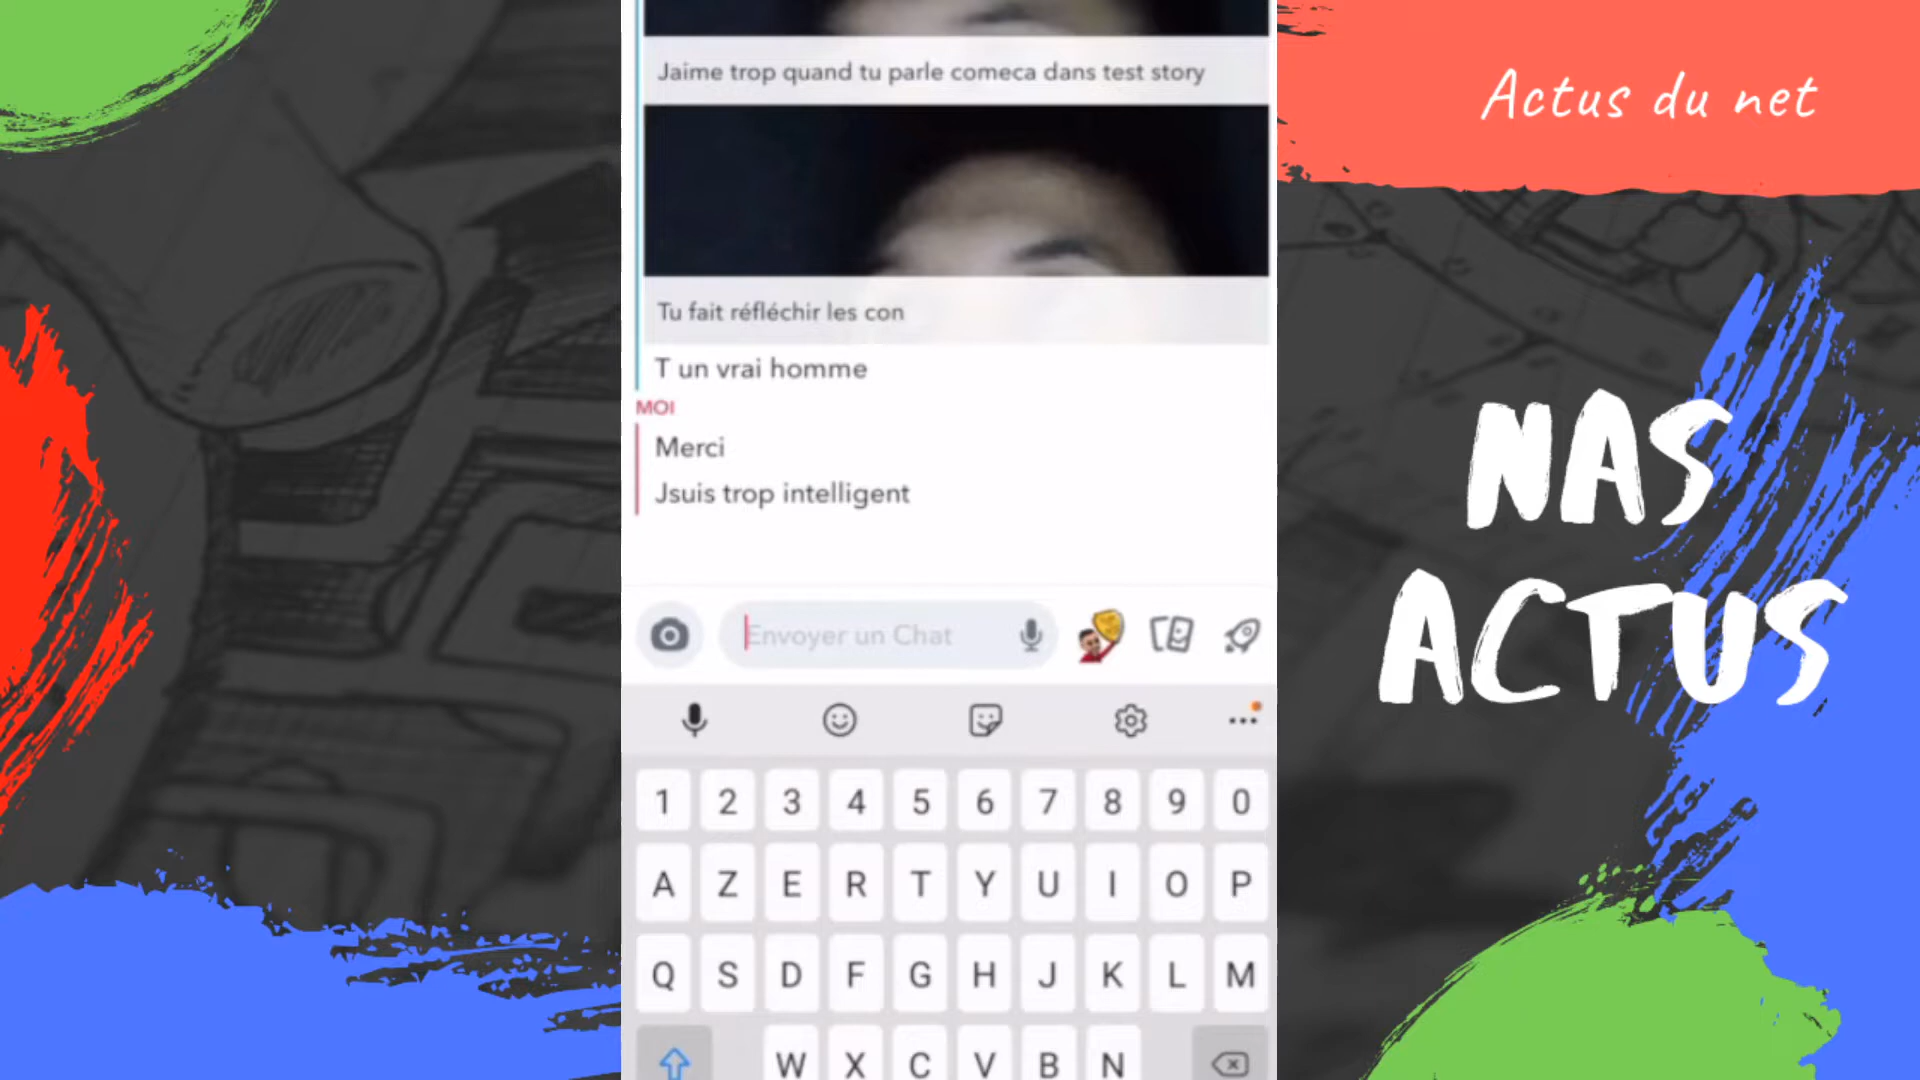 Jaime trop quand tu parle comeca dans test story
Tu fait réfléchir les con
T un vrai homme
MOI
Merci
Jsuis trop intelligent
Envoyer un Chat
1 2 3 4 5 6 7 8 9 0
A Z E R T Y U I O P
Q S D F G H J K L M
W X C V B N
Actus du net
NAS
ACTUS